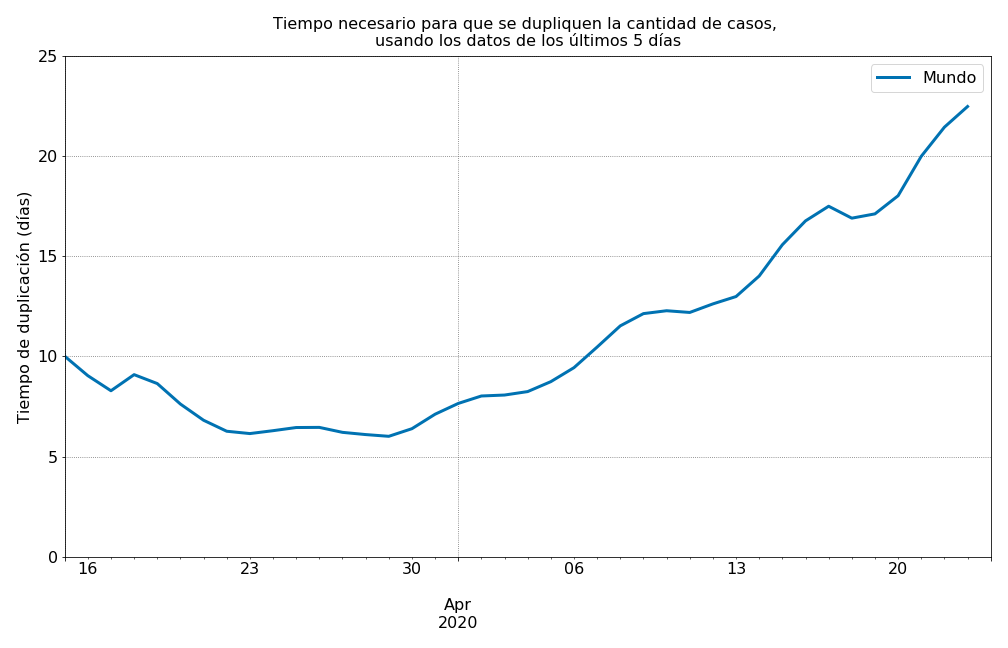 Tiempo necesario para que se dupliquen la cantidad de casos,
usando los datos de los últimos 5 días
Mundo
Tiempo de duplicación (días)
25
20
15
10
5
0
16 23 30 06 13 20
Apr
2020